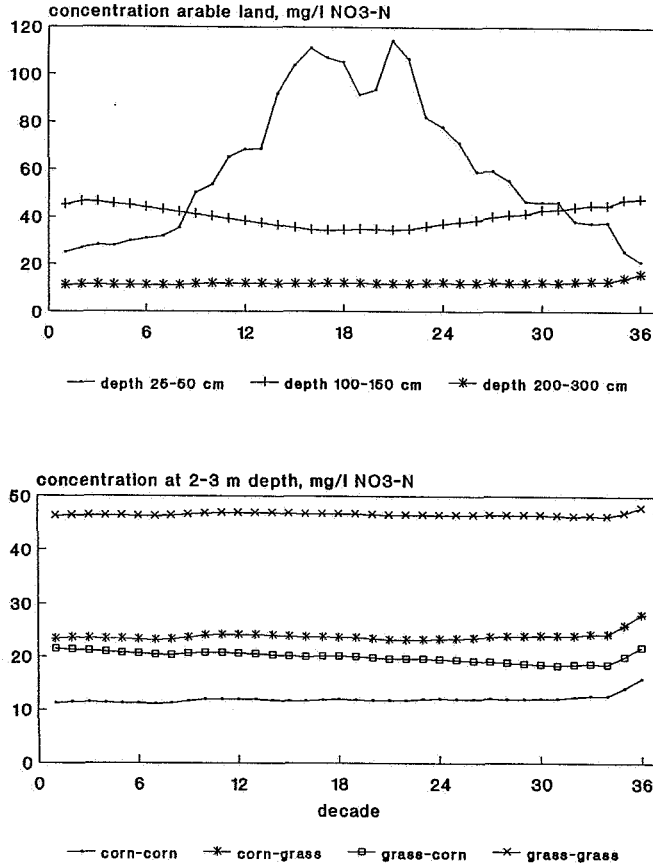 concentration arable land, mg/l NO3-N
120
100
80
60
40
20
0
0 6 12 18 24 30 36
depth 25-50 cm depth 100-150 cm depth 200-300 cm
concentration at 2-3 m depth, mg/l NO3-N
50
40
30
20
10
0
0 6 12 18 24 30 36
decade
corn-corn corn-grass grass-corn grass-grass